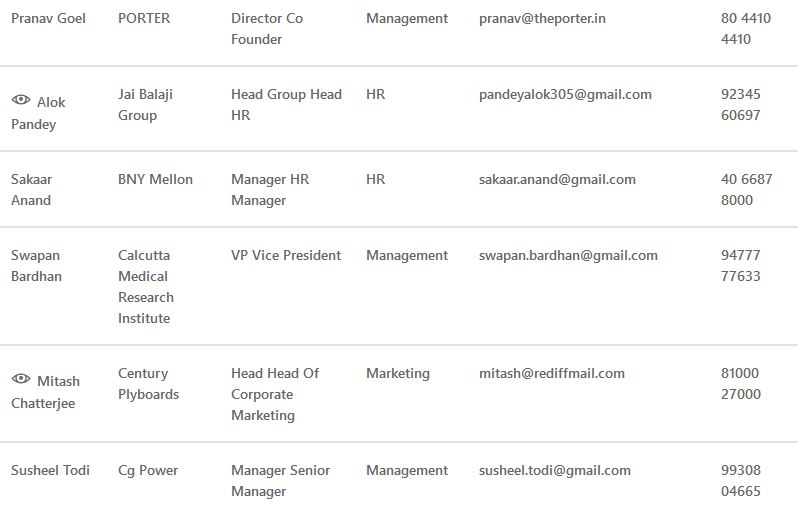 Pranav Goel PORTER Director Co Management pranav@theporter.in 80 4410
Founder 4410
Alok Jai Balaji Head Group Head HR pandeyalok305@gmail.com 92345
Pandey Group HR 60697
Sakaar BNY Mellon Manager HR HR sakaar.anand@gmail.com 40 6687
Anand Manager 8000
Swapan Calcutta VP Vice President Management swapan.bardhan@gmail.com 94777
Bardhan Medical 77633
Research
Institute
Mitash Century Head Head Of Marketing mitash@rediffmail.com 81000
Chatterjee Plyboards Corporate 27000
Marketing
Susheel Todi Cg Power Manager Senior Management susheel.todi@gmail.com 99308
Manager 04665